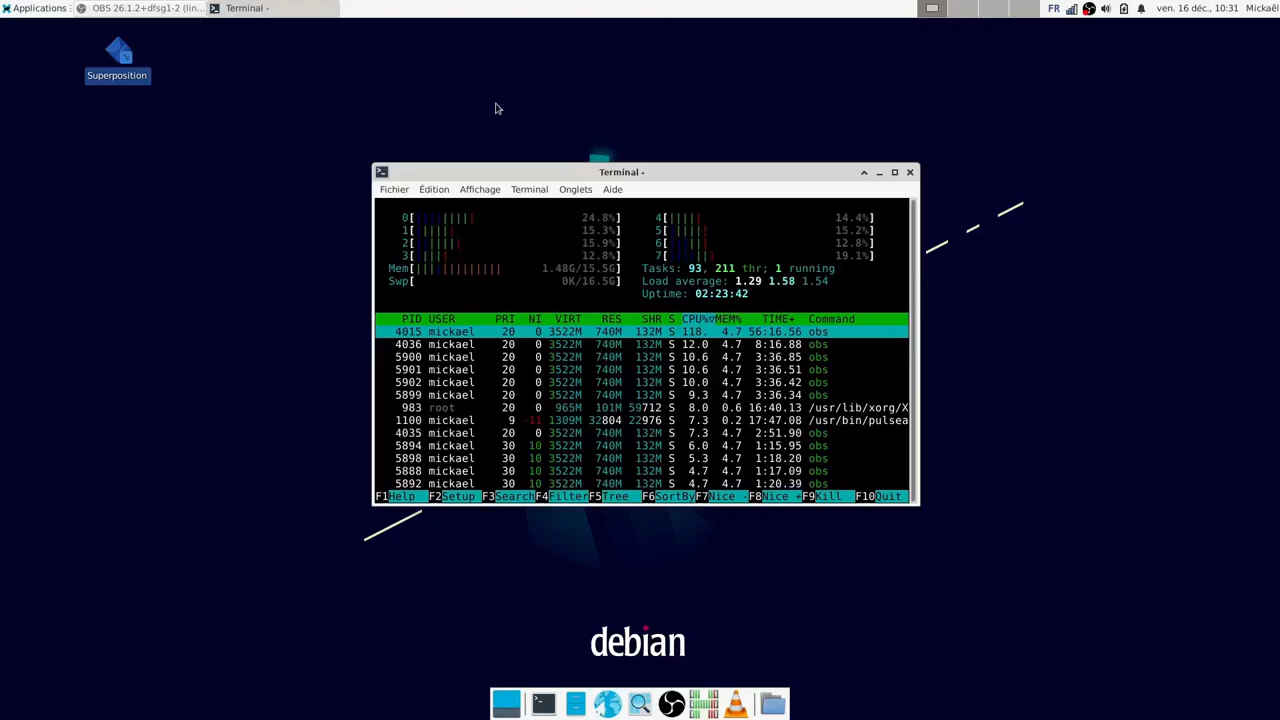 Applications
OBS 26.1.2+dfsg1-2 (lin...
Terminal -
FR
ven. 16 déc., 10:31
Mickaël
Superposition
Terminal -
Fichier Édition Affichage Terminal Onglets Aide
0[ 24.8%] 4[ 14.4%]
1[ 15.3%] 5[ 15.2%]
2[ 15.9%] 6[ 12.8%]
3[ 12.8%] 7[ 19.1%]
Mem[ 1.48G/15.5G] Tasks: 93, 211 thr; 1 running
Swp[ 0K/16.5G] Load average: 1.29 1.58 1.54
Uptime: 02:23:42
PID USER PRI NI VIRT RES SHR S CPU%▽MEM% TIME+ Command
4015 mickael 20 0 3522M 740M 132M S 118. 4.7 56:16.56 obs
4036 mickael 20 0 3522M 740M 132M S 12.0 4.7 8:16.88 obs
5900 mickael 20 0 3522M 740M 132M S 10.6 4.7 3:36.85 obs
5901 mickael 20 0 3522M 740M 132M S 10.6 4.7 3:36.51 obs
5902 mickael 20 0 3522M 740M 132M S 10.0 4.7 3:36.42 obs
5899 mickael 20 0 3522M 740M 132M S 9.3 4.7 3:36.34 obs
983 root 20 0 965M 101M 59712 S 8.0 0.6 16:40.13 /usr/lib/xorg/X
1100 mickael 9 -11 1309M 32804 22976 S 7.3 0.2 17:47.08 /usr/bin/pulsea
4035 mickael 20 0 3522M 740M 132M S 7.3 4.7 2:51.90 obs
5894 mickael 30 10 3522M 740M 132M S 6.0 4.7 1:15.95 obs
5898 mickael 30 10 3522M 740M 132M S 5.3 4.7 1:18.20 obs
5888 mickael 30 10 3522M 740M 132M S 4.7 4.7 1:17.09 obs
5892 mickael 30 10 3522M 740M 132M S 4.7 4.7 1:20.39 obs
F1Help F2Setup F3SearchF4FilterF5Tree F6SortByF7Nice -F8Nice +F9Kill F10Quit
debian